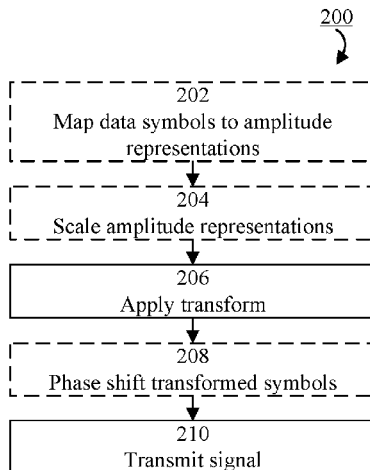 200
202
Map data symbols to amplitude
representations
204
Scale amplitude representations
206
Apply transform
208
Phase shift transformed symbols
210
Transmit signal